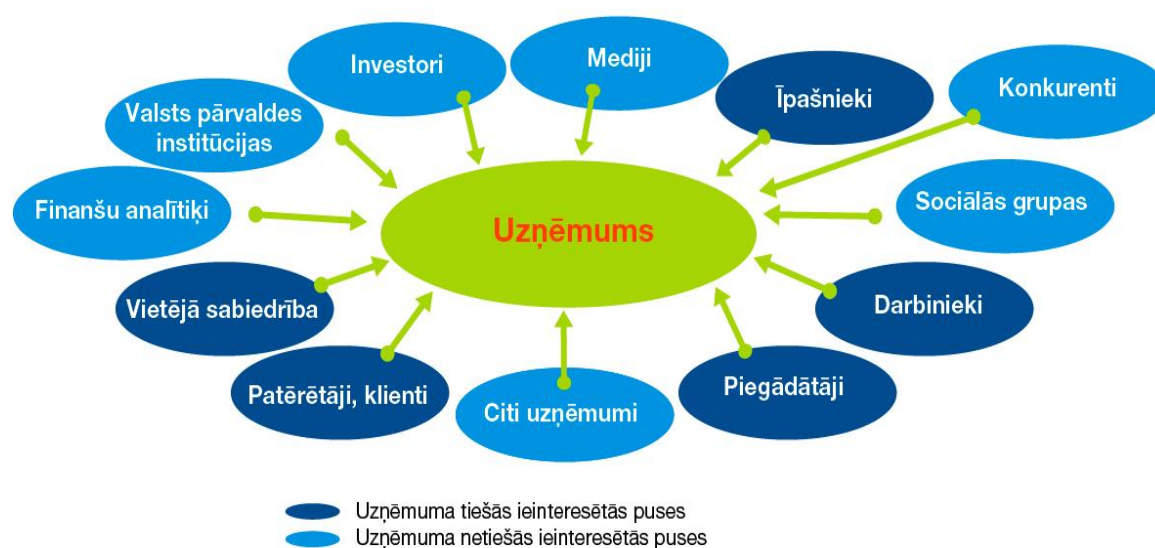 Investori
Mediji
Īpašnieki
Konkurenti
Valsts pārvaldes
institūcijas
Finanšu analītiķi
Uzņēmums
Sociālās grupas
Vietējā sabiedrība
Darbinieki
Patērētāji, klienti
Citi uzņēmumi
Piegādātāji
Uzņēmuma tiešās ieinteresētās puses
Uzņēmuma netiešās ieinteresētās puses